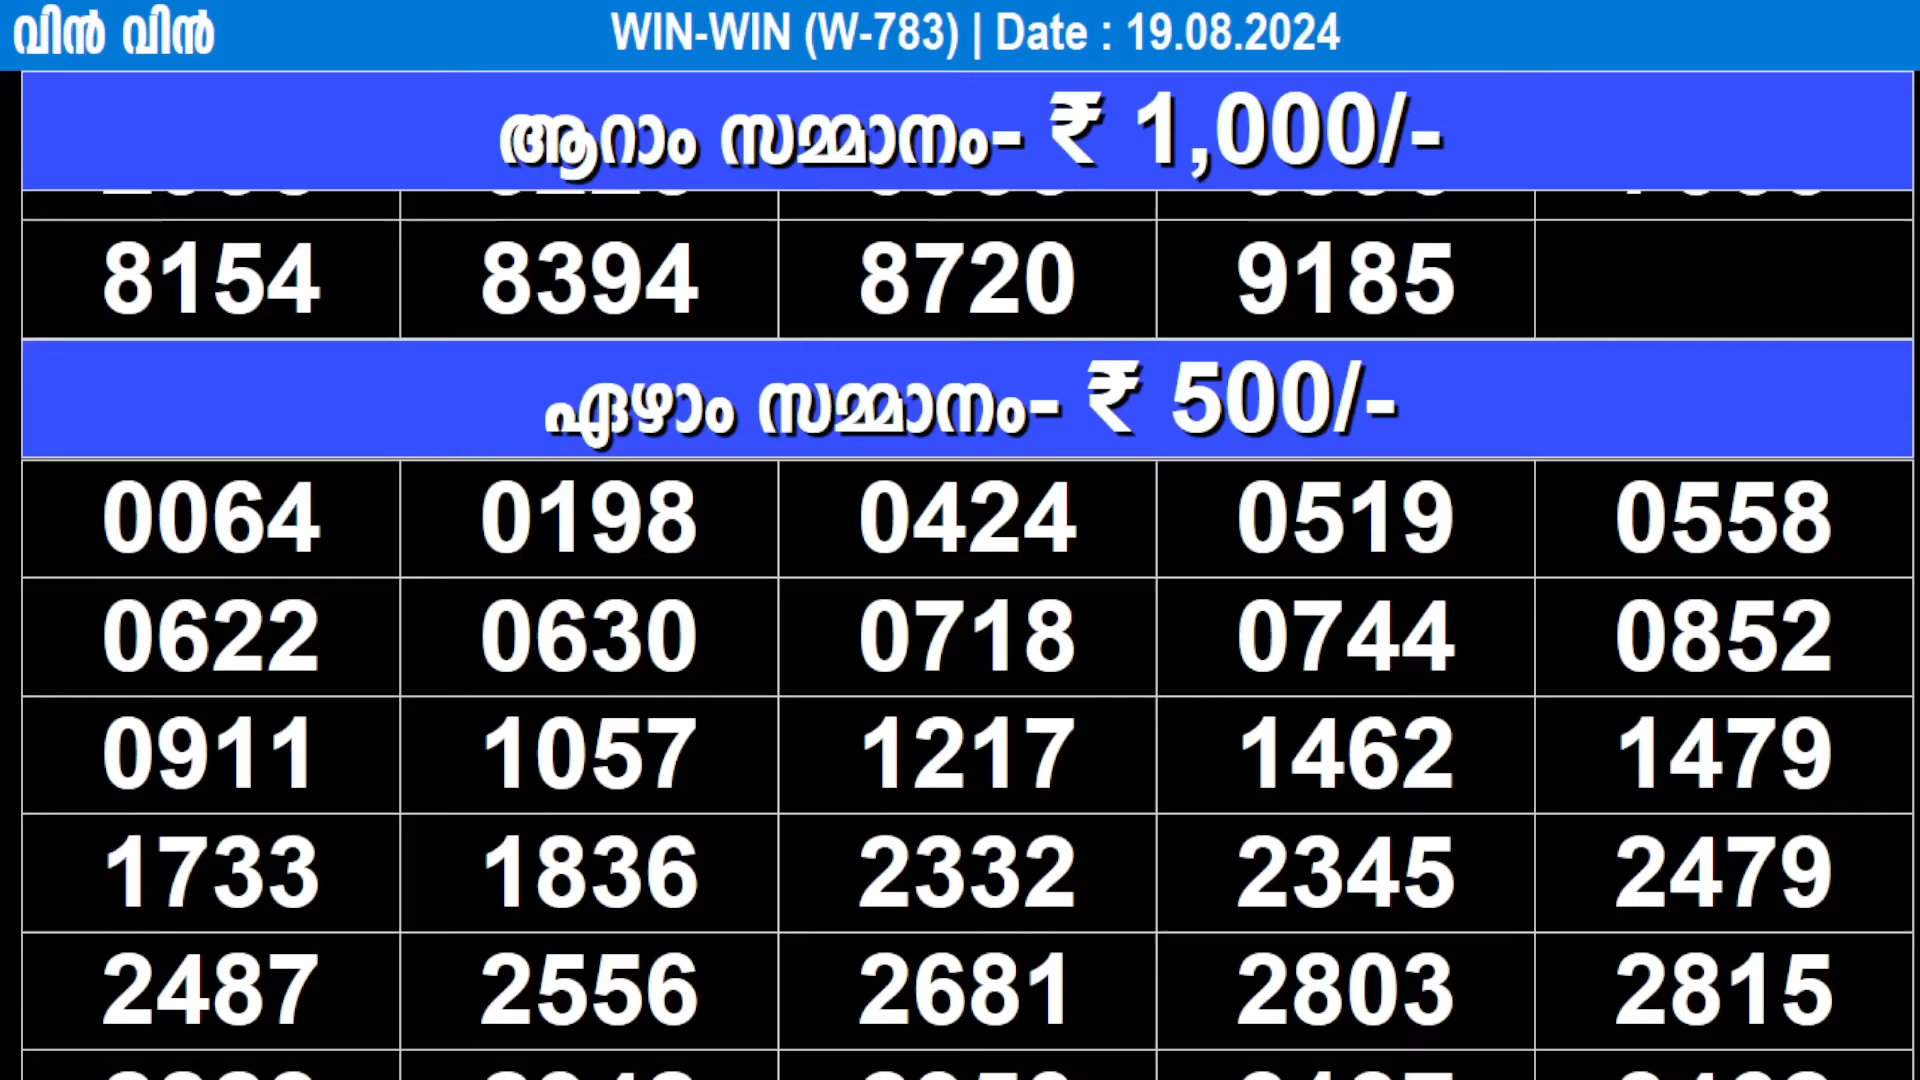 വിൻ വിൻ WIN-WIN (W-783) | Date : 19.08.2024
ആറാം സമ്മാനം- ₹ 1,000/-
8154 8394 8720 9185
ഏഴാം സമ്മാനം- ₹ 500/-
0064 0198 0424 0519 0558
0622 0630 0718 0744 0852
0911 1057 1217 1462 1479
1733 1836 2332 2345 2479
2487 2556 2681 2803 2815